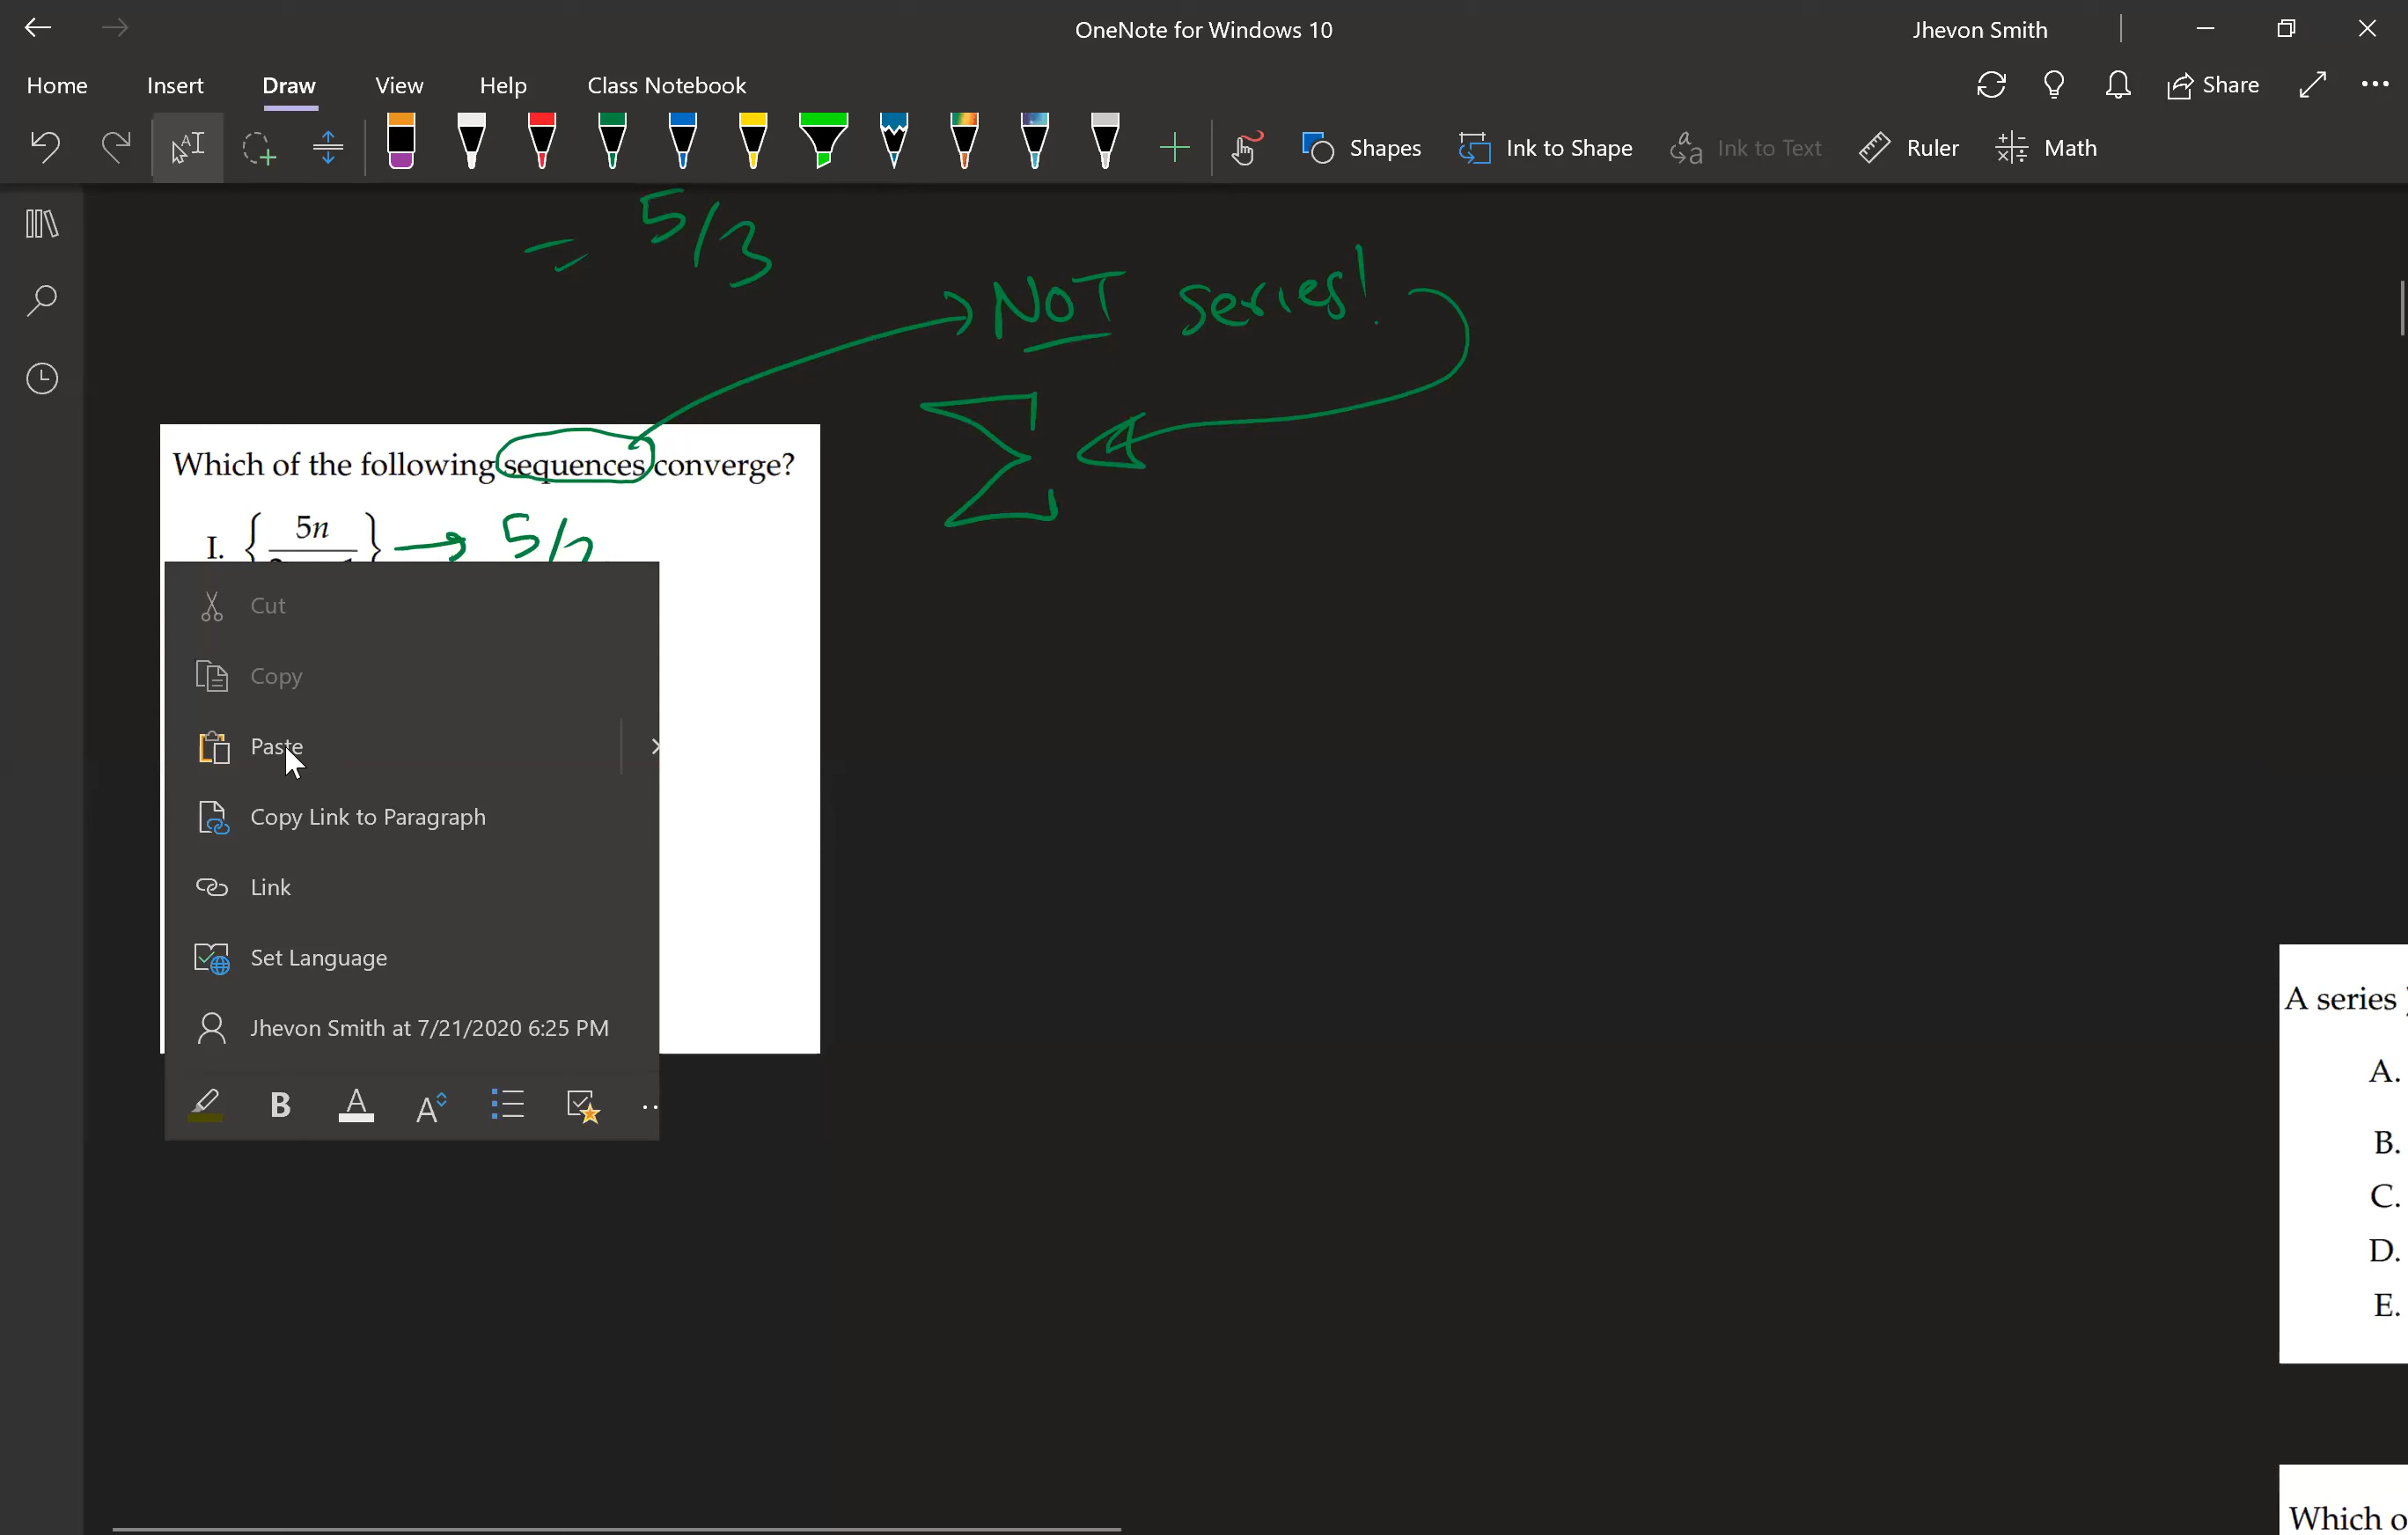 OneNote for Windows 10
Jhevon Smith
Home Insert Draw View Help Class Notebook
Share
Shapes Ink to Shape Ink to Text Ruler Math
= 5/3
NOT series!
Which of the following sequences converge?
I. { 5n
Cut
Copy
Paste
Copy Link to Paragraph
Link
Set Language
Jhevon Smith at 7/21/2020 6:25 PM
A series
A.
B.
C.
D.
E.
Which